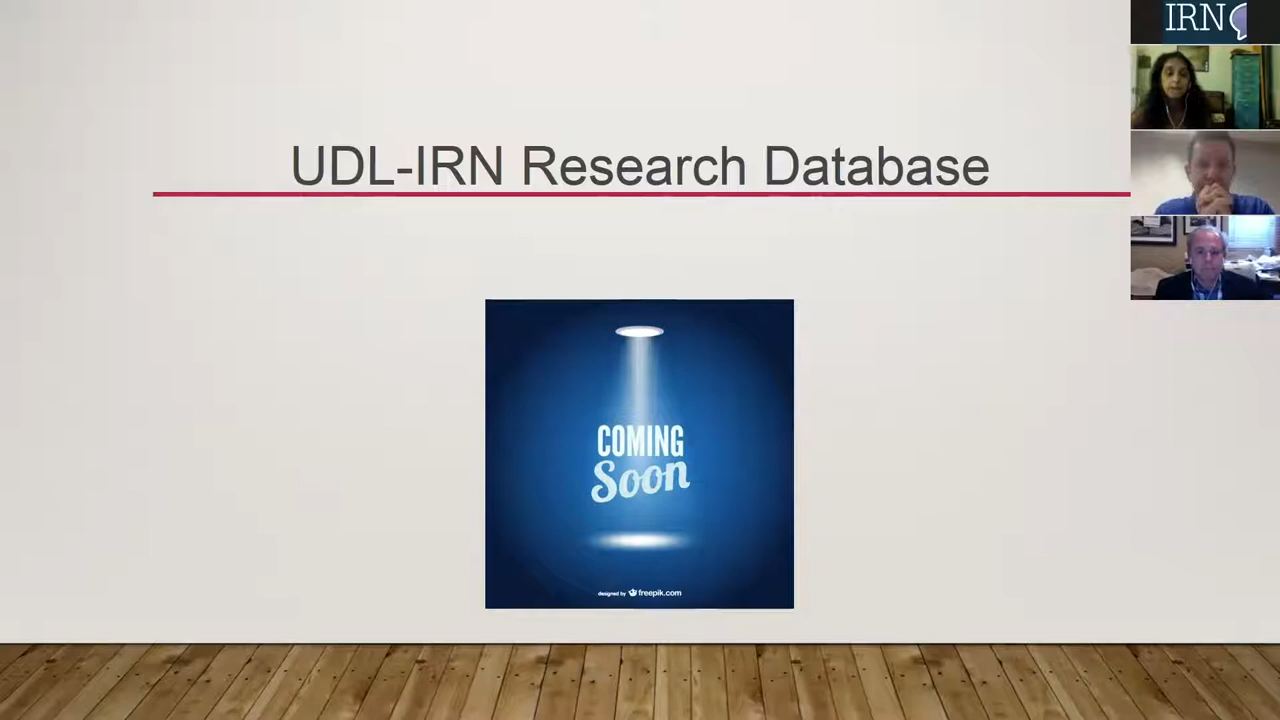 IRN
UDL-IRN Research Database
COMING
Soon
designed by freepik.com